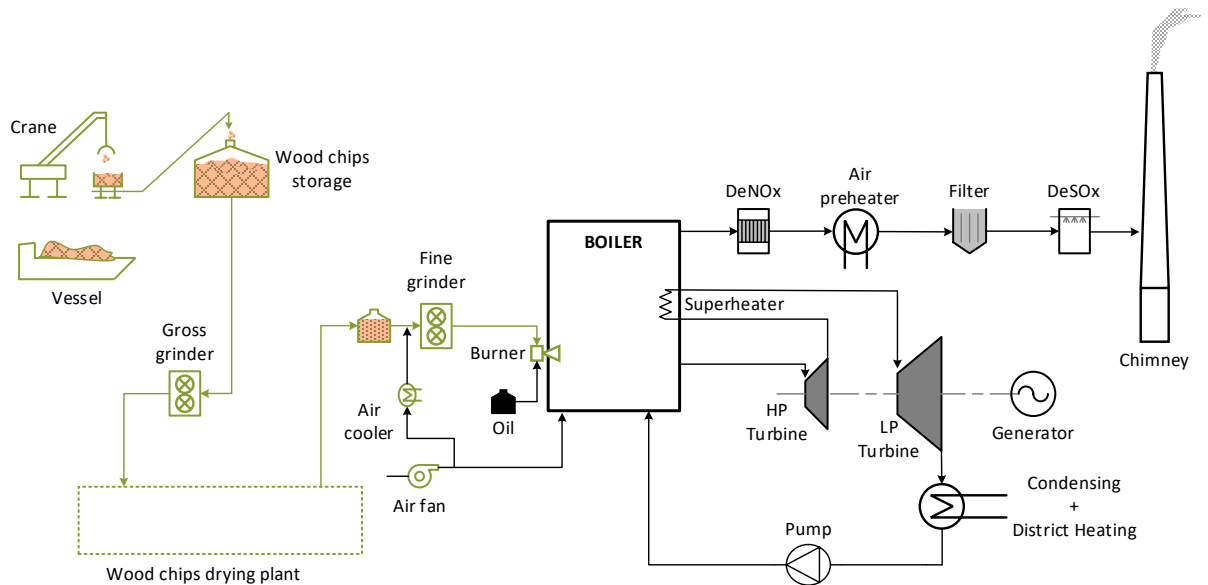 Crane
Wood chips
storage
Vessel
Gross
grinder
Wood chips drying plant
Fine
grinder
Burner
Air
cooler
Oil
Air fan
BOILER
Superheater
DeNOx
Air
preheater
Filter
DeSOx
Chimney
HP
Turbine
LP
Turbine
Generator
Condensing
+
District Heating
Pump